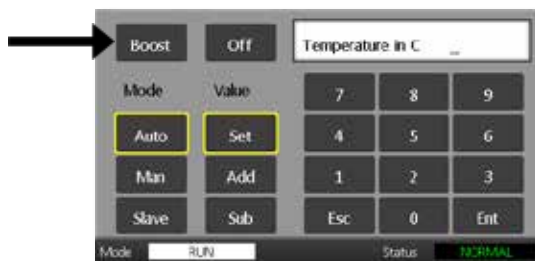 Boost Off Temperature in C _
Mode Value 7 8 9
Auto Set 4 5 6
Man Add 1 2 3
Slave Sub Esc 0 Ent
Mode RUN Status NORMAL